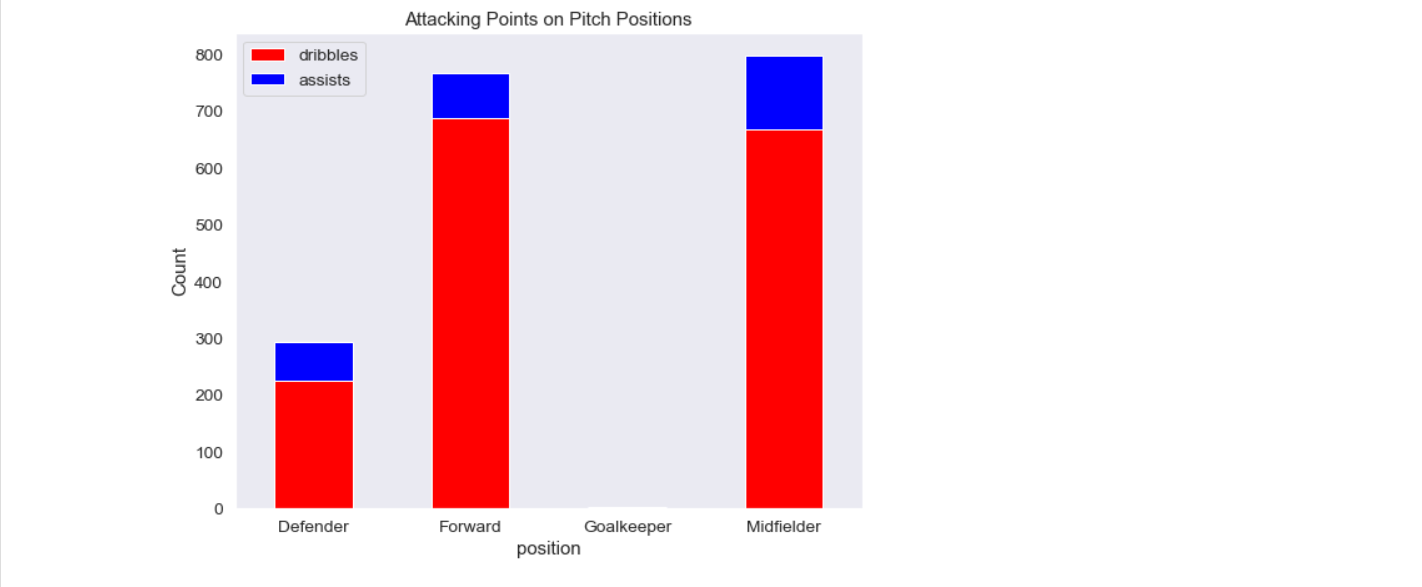 Attacking Points on Pitch Positions
dribbles
assists
800
700
600
500
400
300
200
100
0
Count
Defender Forward Goalkeeper Midfielder
position